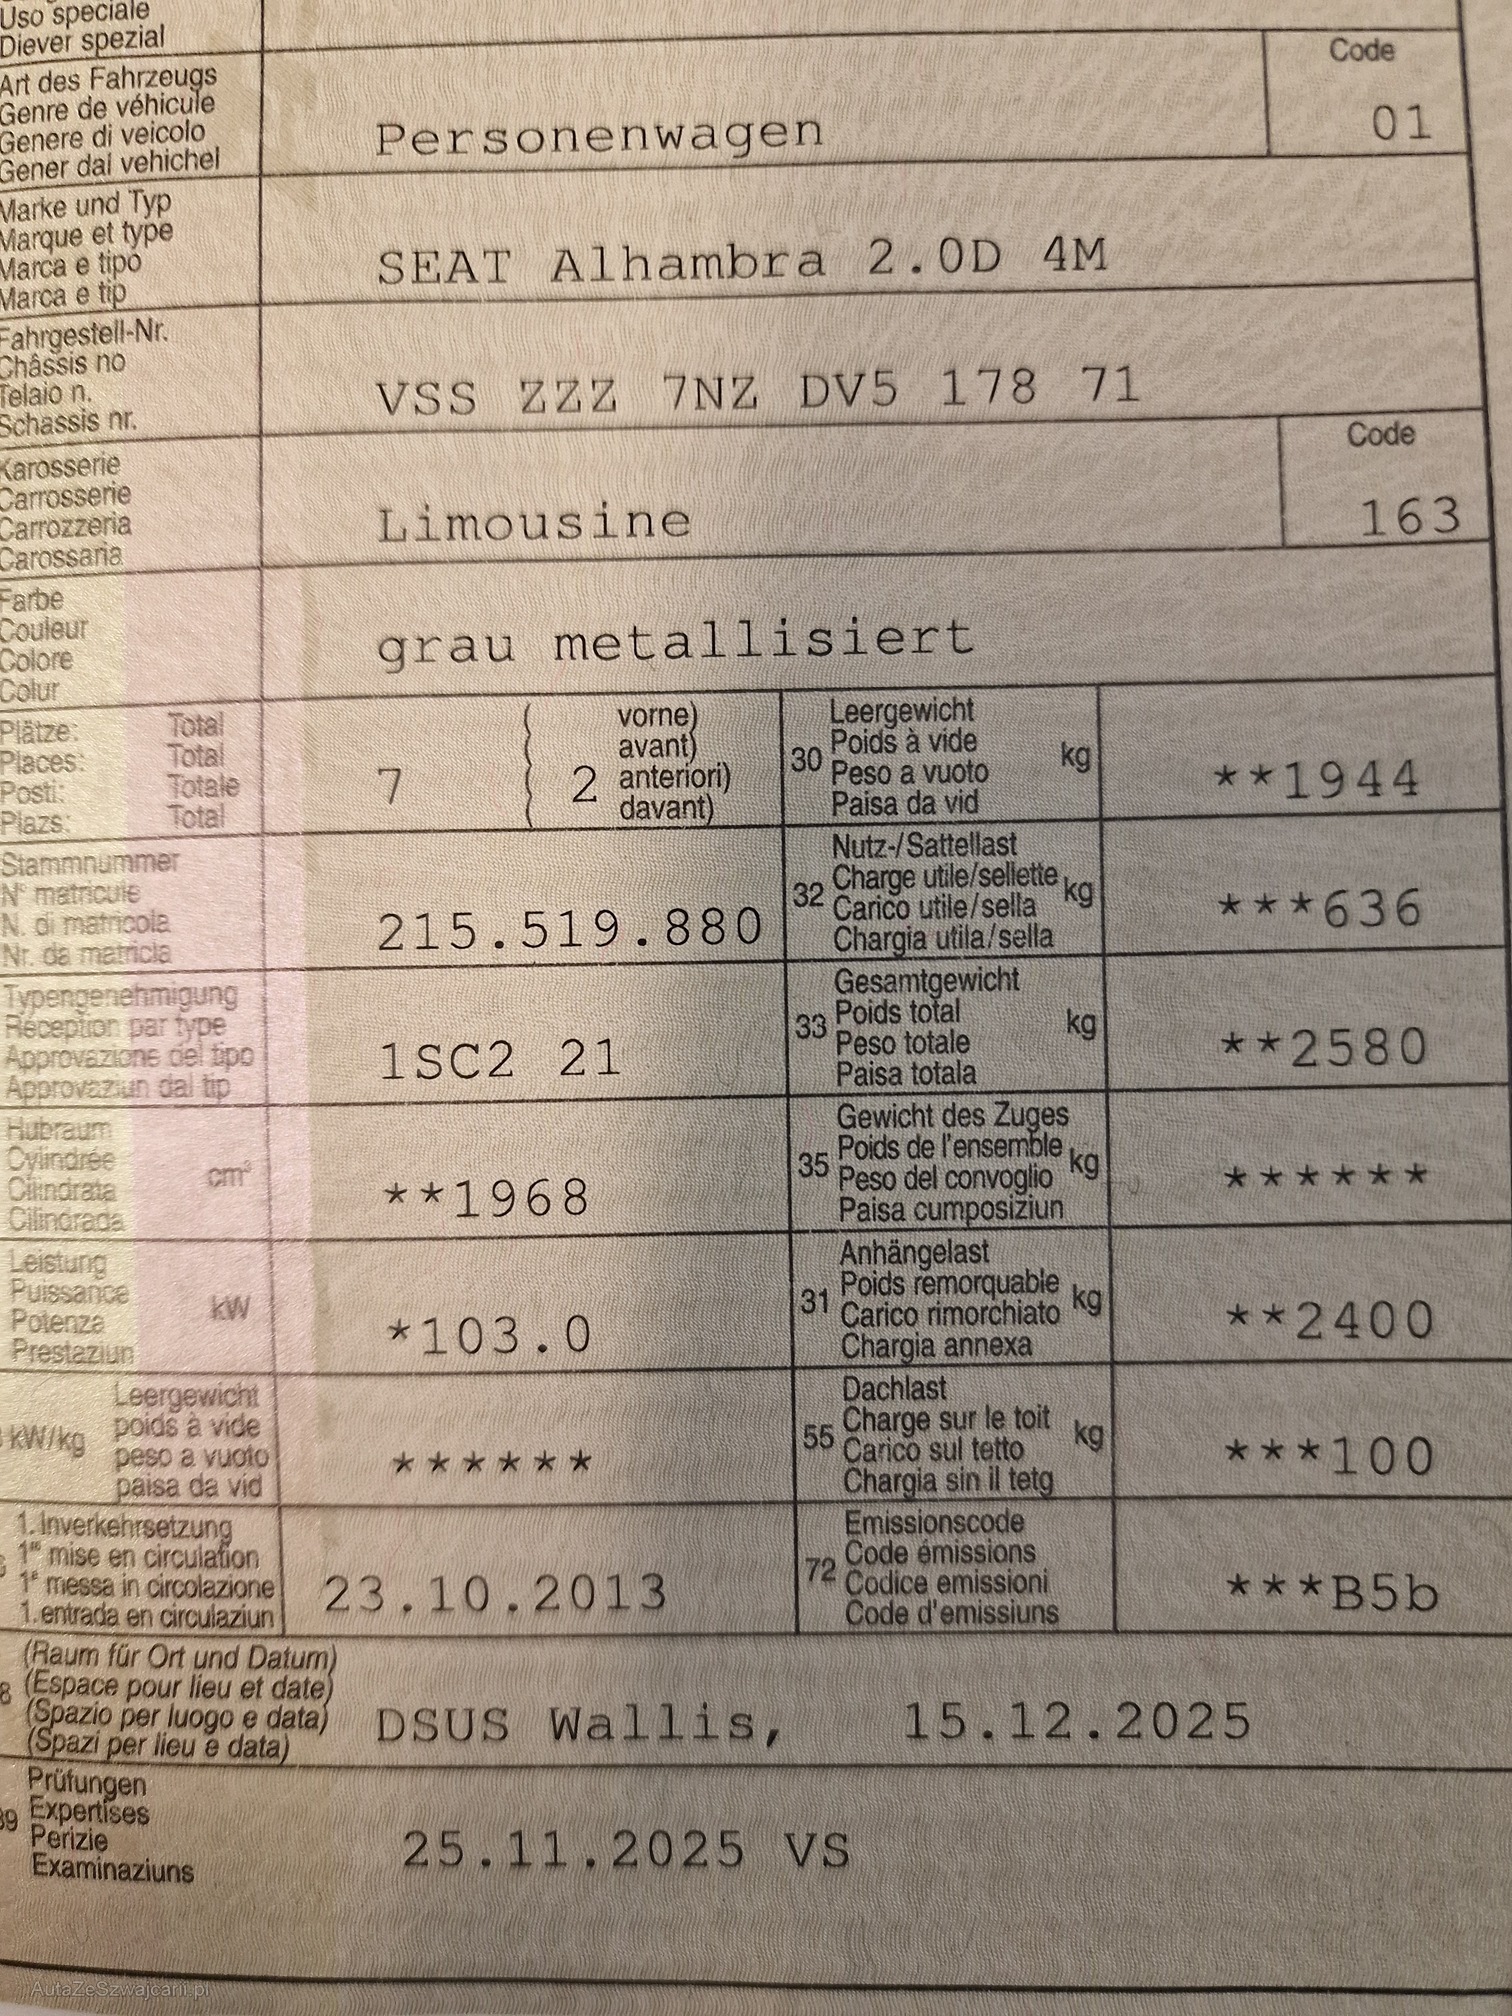 Uso speciale
Diever spezial
Art des Fahrzeugs
Genre de véhicule
Genere di veicolo
Gener dal vehichel
Personenwagen
Code
01
Marke und Typ
Marque et type
Marca e tipo
Marca e tip
SEAT Alhambra 2.0D 4M
Fahrgestell-Nr.
Châssis no
Telaio n.
Schassis nr.
VSS ZZZ 7NZ DV5 178 71
Karosserie
Carrosserie
Carrozzeria
Carossaria
Limousine
Code
163
Farbe
Couleur
Colore
Colur
grau metallisiert
Plätze: Total
Places: Total
Posti: Totale
Plazs: Total
7
( 2 vorne)
avant)
anteriori)
davant)
30 Leergewicht
Poids à vide kg
Peso a vuoto
Paisa da vid
**1944
Stammnummer
N° matricule
N. di matricola
Nr. da matricla
215.519.880
32 Nutz-/Sattellast
Charge utile/sellette kg
Carico utile/sella
Chargia utila/sella
***636
Typengenehmigung
Réception par type
Approvazione del tipo
Approvaziun dal tip
1SC2 21
33 Gesamtgewicht
Poids total kg
Peso totale
Paisa totala
**2580
Hubraum
Cylindrée
Cilindrata cm³
Cilindrada
**1968
35 Gewicht des Zuges
Poids de l'ensemble kg
Peso del convoglio
Paisa cumposiziun
******
Leistung
Puissance kW
Potenza
Prestaziun
*103.0
31 Anhängelast
Poids remorquable kg
Carico rimorchiato
Chargia annexa
**2400
kW/kg Leergewicht
poids à vide
peso a vuoto
paisa da vid
******
55 Dachlast
Charge sur le toit kg
Carico sul tetto
Chargia sin il tetg
***100
1. Inverkehrsetzung
1re mise en circulation
1a messa in circolazione
1. entrada en circulaziun
23.10.2013
72 Emissionscode
Code émissions
Codice emissioni
Code d'emissiuns
***B5b
(Raum für Ort und Datum)
(Espace pour lieu et date)
(Spazio per luogo e data)
(Spazi per lieu e data)
DSUS Wallis, 15.12.2025
Prüfungen
Expertises
Perizie
Examinaziuns
25.11.2025 VS
AutaZeSzwajcarii.pl